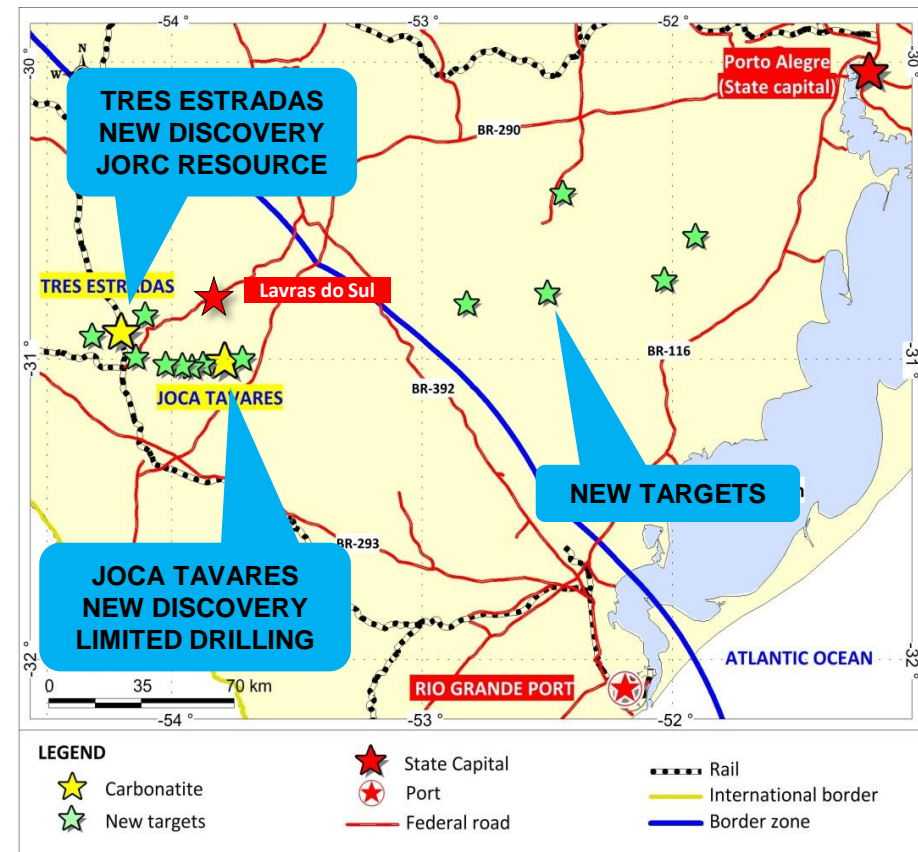 -54 °
-53
-52
-30 °
-30 °
N
W
Porto Alegre
(State capital)
TRES ESTRADAS
NEW DISCOVERY
JORC RESOURCE
BR-290
TRES ESTRADAS
Lavras do Sul
-31 °
-31 °
BR-116
JOCA TAVARES
BR-392
NEW TARGETS
BR-293
JOCA TAVARES
NEW DISCOVERY
LIMITED DRILLING
-32 °
-32 °
ATLANTIC OCEAN
0 35 70 km
RIO GRANDE PORT
-54 °
-53
-52 °
LEGEND
Carbonatite
New targets
State Capital
Port
Federal road
Rail
International border
Border zone